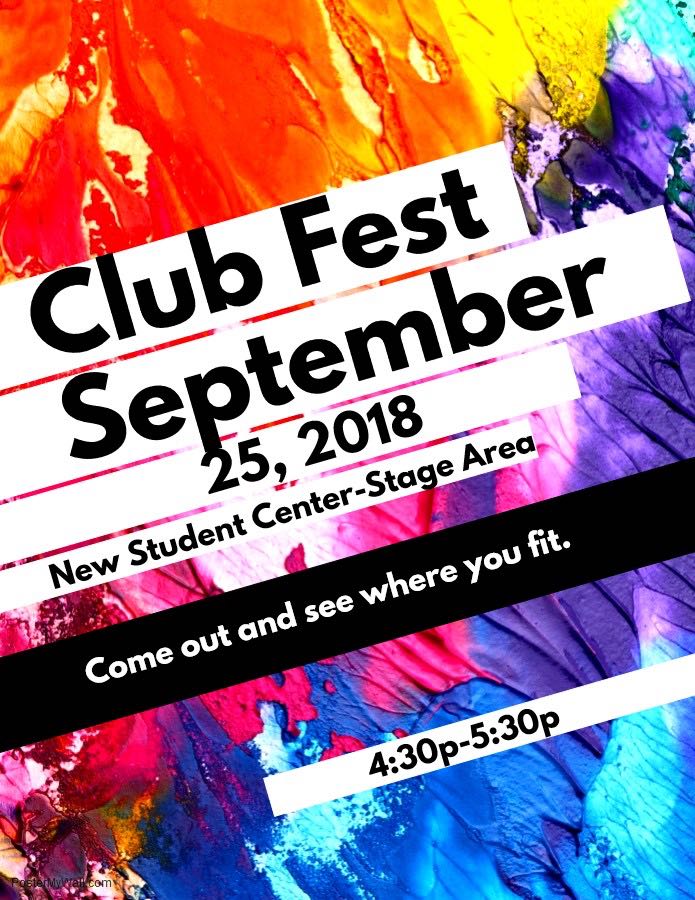 Club Fest
September
25, 2018
New Student Center-Stage Area
Come out and see where you fit.
4:30p-5:30p
PosterMyWall.com